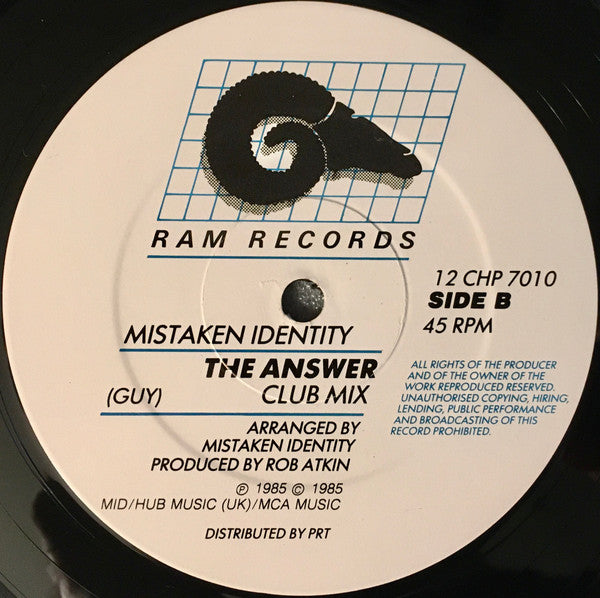 RAM RECORDS
12 CHP 7010
SIDE B
45 RPM
MISTAKEN IDENTITY
THE ANSWER
(GUY) CLUB MIX
ARRANGED BY
MISTAKEN IDENTITY
PRODUCED BY ROB ATKIN
Ⓟ 1985 © 1985
MID/HUB MUSIC (UK)/MCA MUSIC
DISTRIBUTED BY PRT
ALL RIGHTS OF THE PRODUCER
AND OF THE OWNER OF THE
WORK REPRODUCED RESERVED.
UNAUTHORISED COPYING, HIRING,
LENDING, PUBLIC PERFORMANCE
AND BROADCASTING OF THIS
RECORD PROHIBITED.